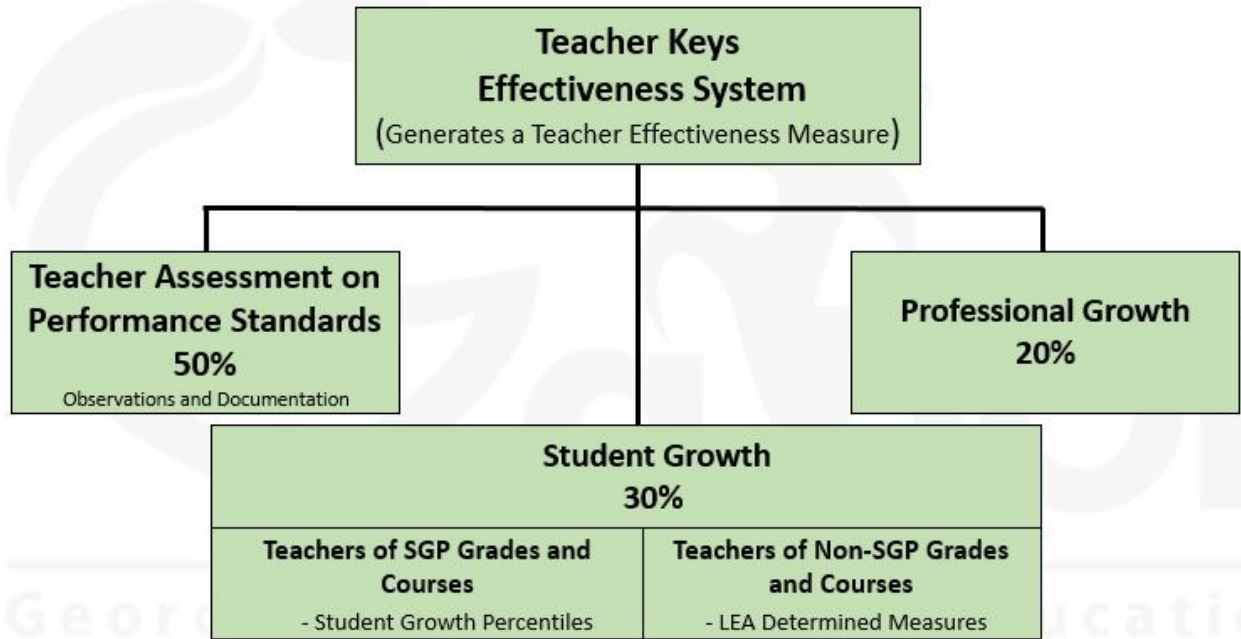 Teacher Keys
Effectiveness System
(Generates a Teacher Effectiveness Measure)
Teacher Assessment on
Performance Standards
50%
Observations and Documentation
Professional Growth
20%
Student Growth
30%
Teachers of SGP Grades and
Courses
- Student Growth Percentiles
Teachers of Non-SGP Grades
and Courses
- LEA Determined Measures